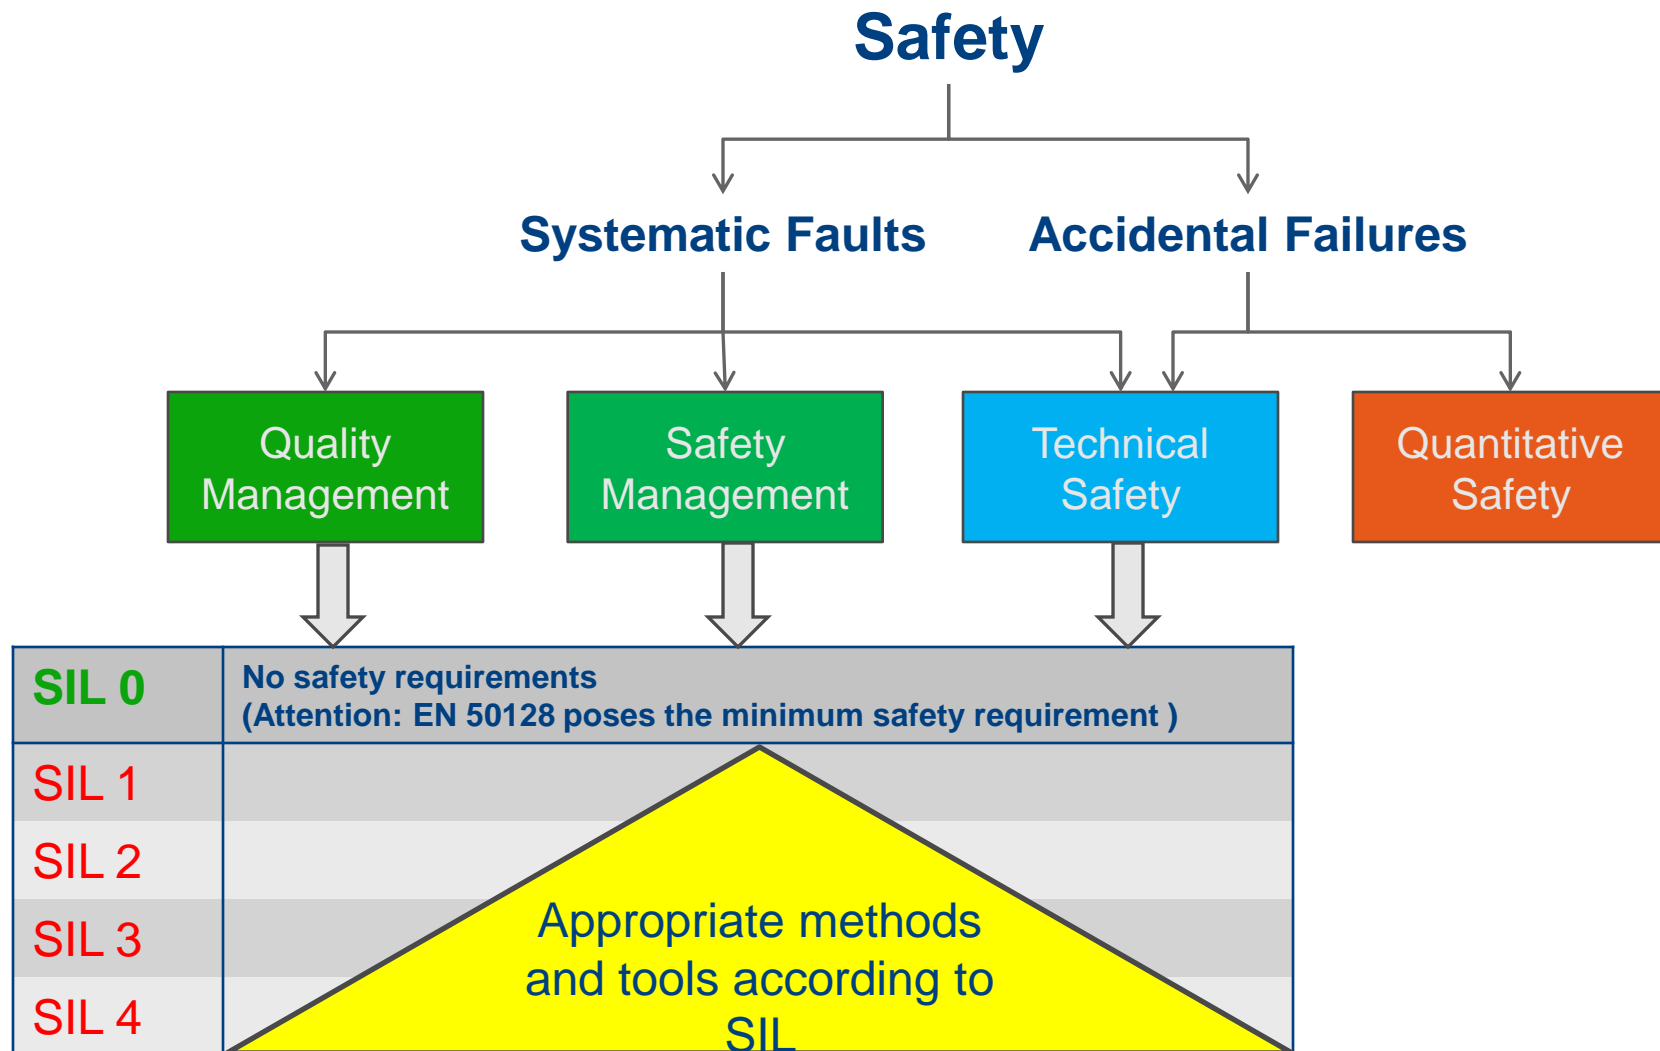 Safety
Systematic Faults
Accidental Failures
Quality
Management
Safety
Management
Technical
Safety
Quantitative
Safety
SIL 0
No safety requirements
(Attention: EN 50128 poses the minimum safety requirement )
SIL 1
SIL 2
SIL 3
SIL 4
Appropriate methods
and tools according to
SIL